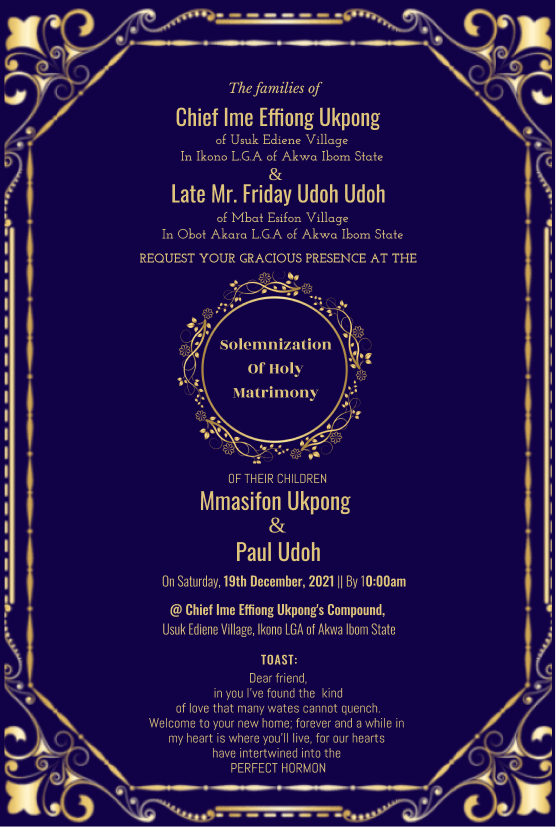 The families of
Chief Ime Effiong Ukpong
of Usuk Ediene Village
In Ikono L.G.A of Akwa Ibom State
&
Late Mr. Friday Udoh Udoh
of Mbat Esifon Village
In Obot Akara L.G.A of Akwa Ibom State
REQUEST YOUR GRACIOUS PRESENCE AT THE
Solemnization
Of Holy
Matrimony
OF THEIR CHILDREN
Mmasifon Ukpong
&
Paul Udoh
On Saturday, 19th December, 2021 || By 10:00am
@ Chief Ime Effiong Ukpong's Compound,
Usuk Ediene Village, Ikono LGA of Akwa Ibom State
TOAST:
Dear friend,
in you I've found the kind
of love that many wates cannot quench.
Welcome to your new home; forever and a while in
my heart is where you'll live, for our hearts
have intertwined into the
PERFECT HORMON